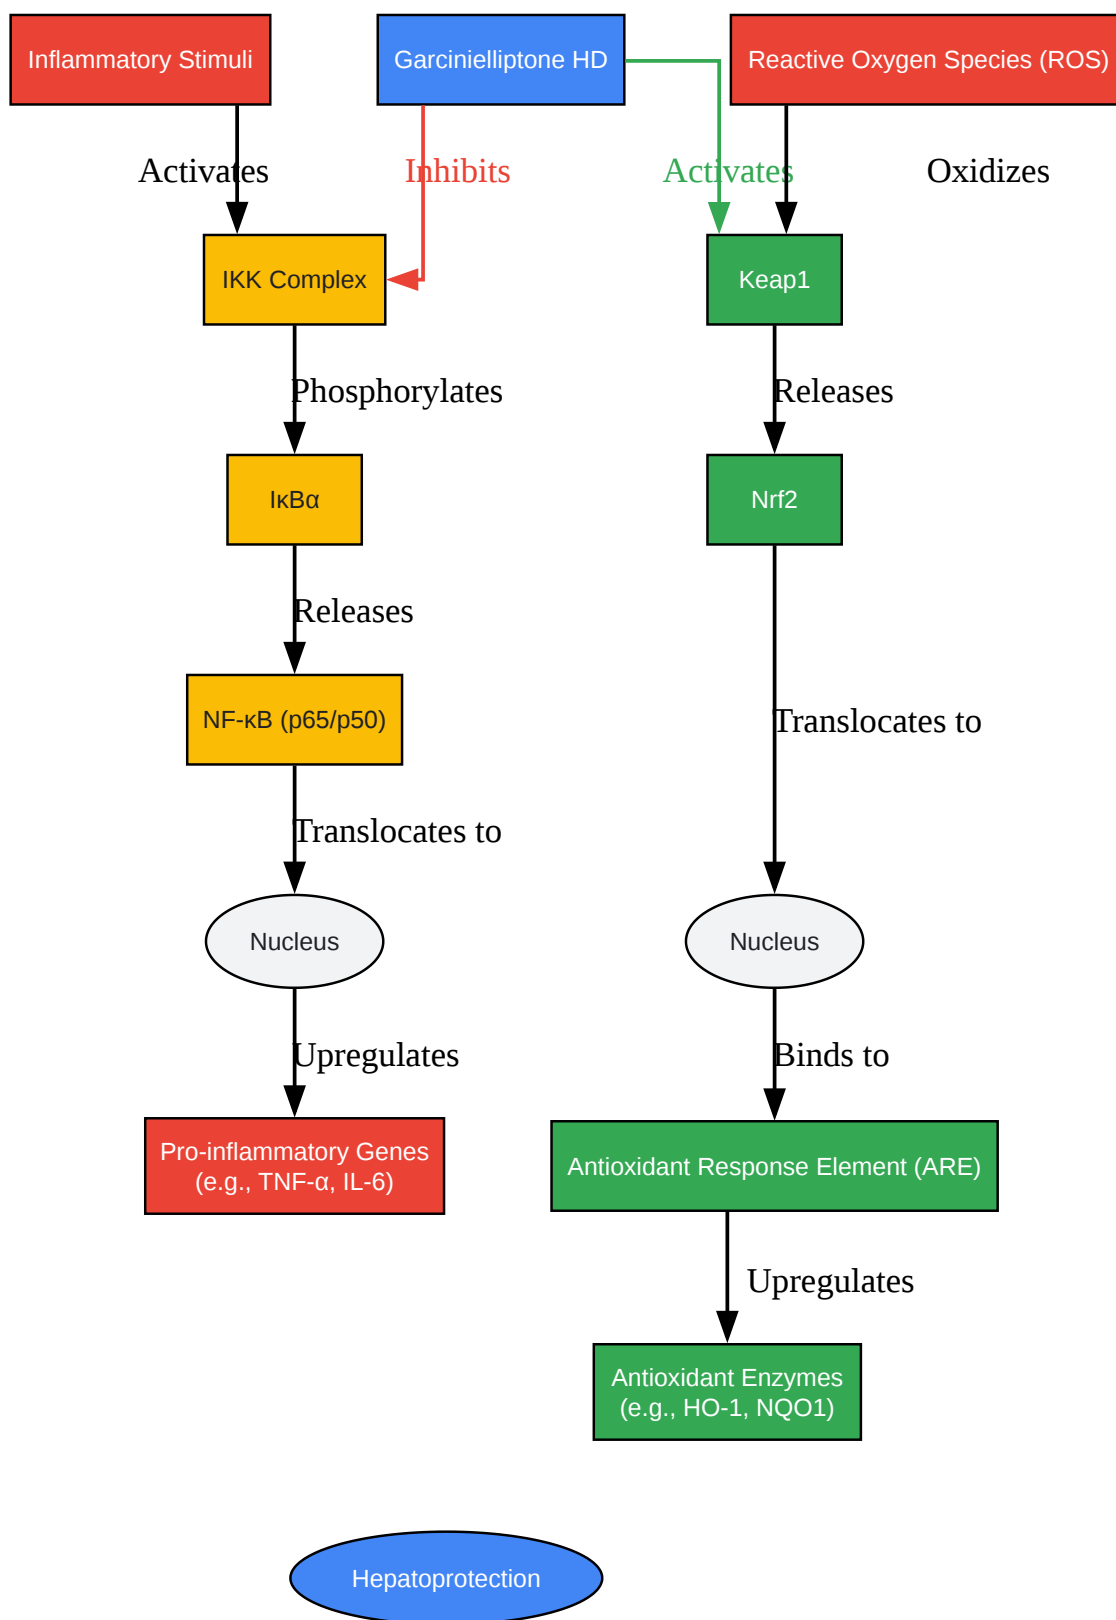 Inflammatory Stimuli
Garcinielliptone HD
Reactive Oxygen Species (ROS)
Activates
Inhibits
Activates
Oxidizes
IKK Complex
Keap1
Phosphorylates
Releases
IκBα
Nrf2
Releases
NF-κB (p65/p50)
Translocates to
Translocates to
Nucleus
Nucleus
Upregulates
Binds to
Pro-inflammatory Genes
(e.g., TNF-α, IL-6)
Antioxidant Response Element (ARE)
Upregulates
Antioxidant Enzymes
(e.g., HO-1, NQO1)
Hepatoprotection